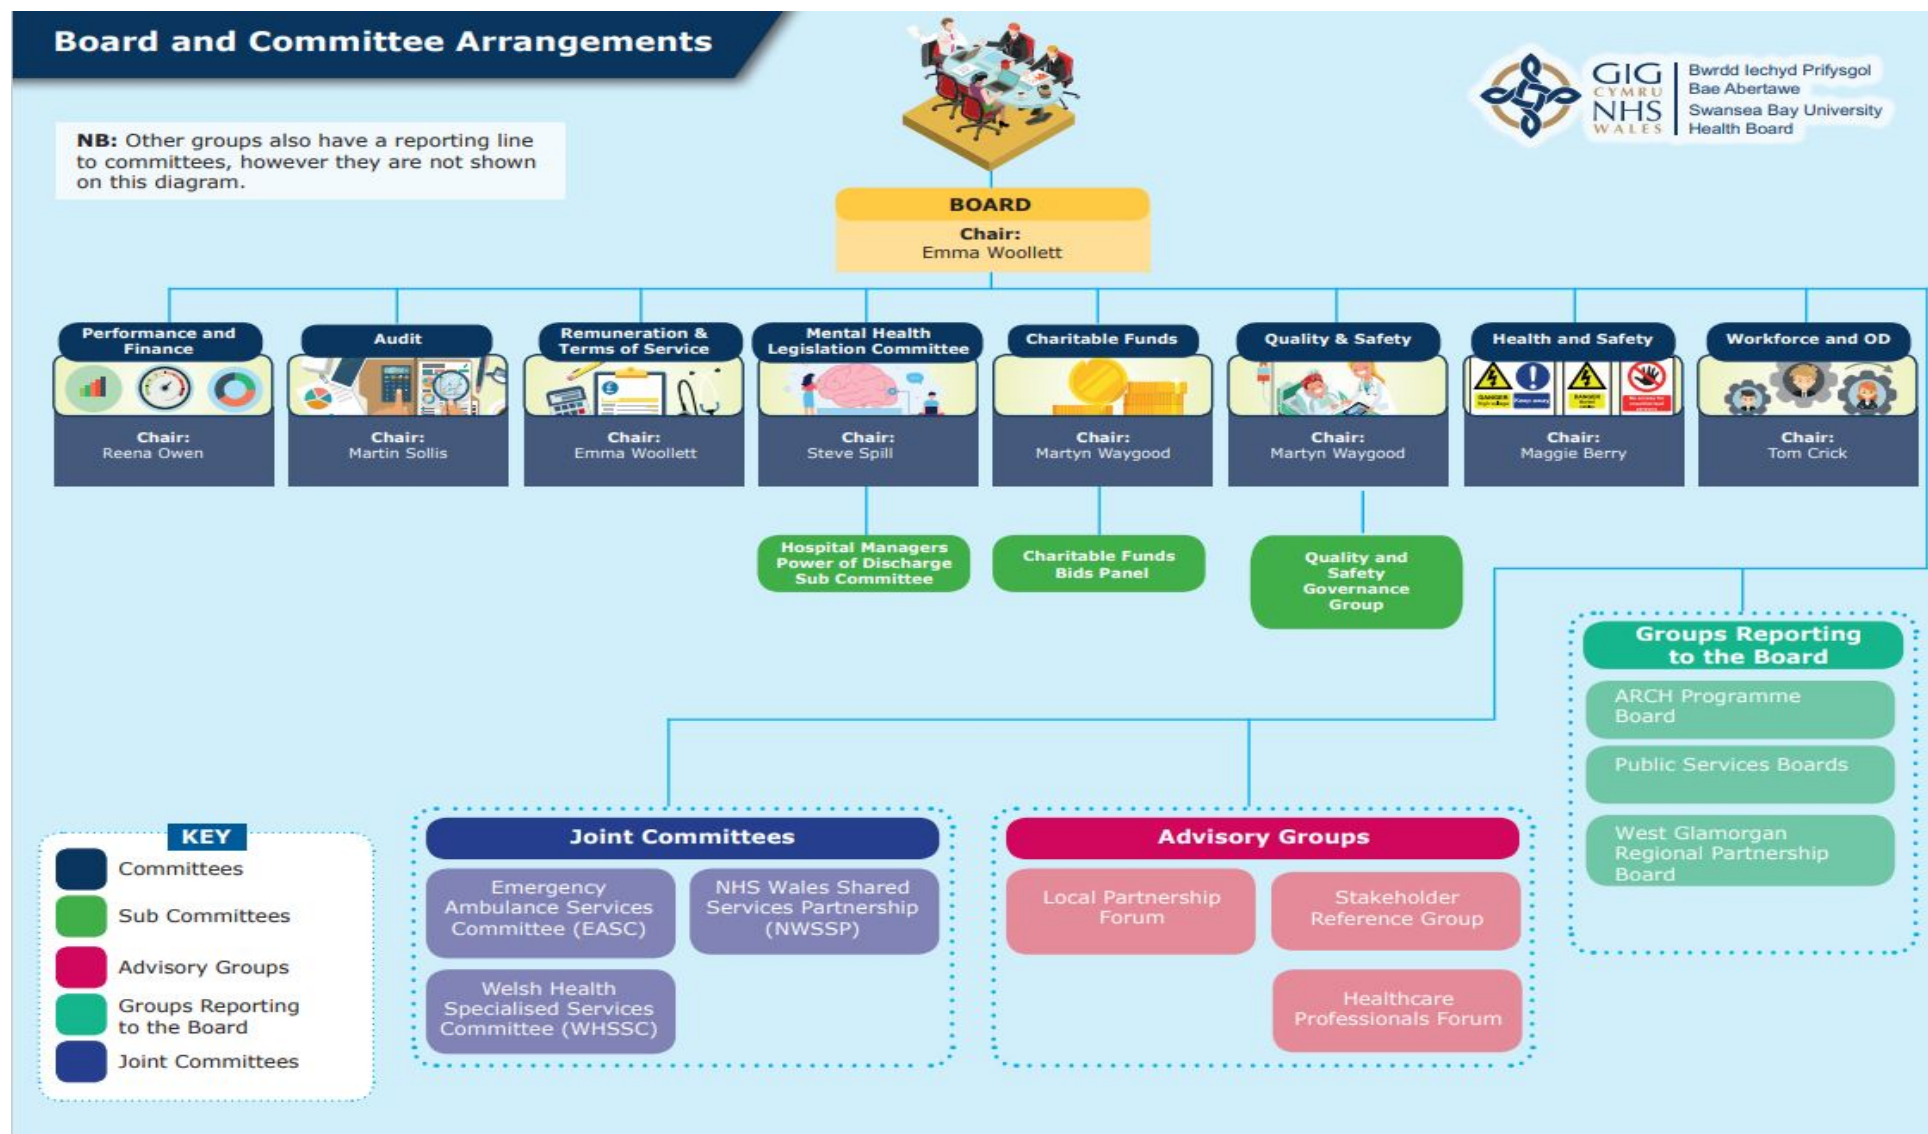 Board and Committee Arrangements
GIG
CYMRU
NHS
WALES
Bwrdd Iechyd Prifysgol
Bae Abertawe
Swansea Bay University
Health Board
NB: Other groups also have a reporting line
to committees, however they are not shown
on this diagram.
BOARD
Chair:
Emma Woollett
Performance and
Finance
Chair:
Reena Owen
Audit
Chair:
Martin Sollis
Remuneration &
Terms of Service
Chair:
Emma Woollett
Mental Health
Legislation Committee
Chair:
Steve Spill
Charitable Funds
Chair:
Martyn Waygood
Quality & Safety
Chair:
Martyn Waygood
Health and Safety
DANGER
Keep away
DANGER
Chair:
Maggie Berry
Workforce and OD
Chair:
Tom Crick
Hospital Managers
Power of Discharge
Sub Committee
Charitable Funds
Bids Panel
Quality and
Safety
Governance
Group
Groups Reporting
to the Board
ARCH Programme
Board
Public Services Boards
West Glamorgan
Regional Partnership
Board
Joint Committees
Emergency
Ambulance Services
Committee (EASC)
NHS Wales Shared
Services Partnership
(NWSSP)
Welsh Health
Specialised Services
Committee (WHSSC)
Advisory Groups
Local Partnership
Forum
Stakeholder
Reference Group
Healthcare
Professionals Forum
KEY
Committees
Sub Committees
Advisory Groups
Groups Reporting
to the Board
Joint Committees